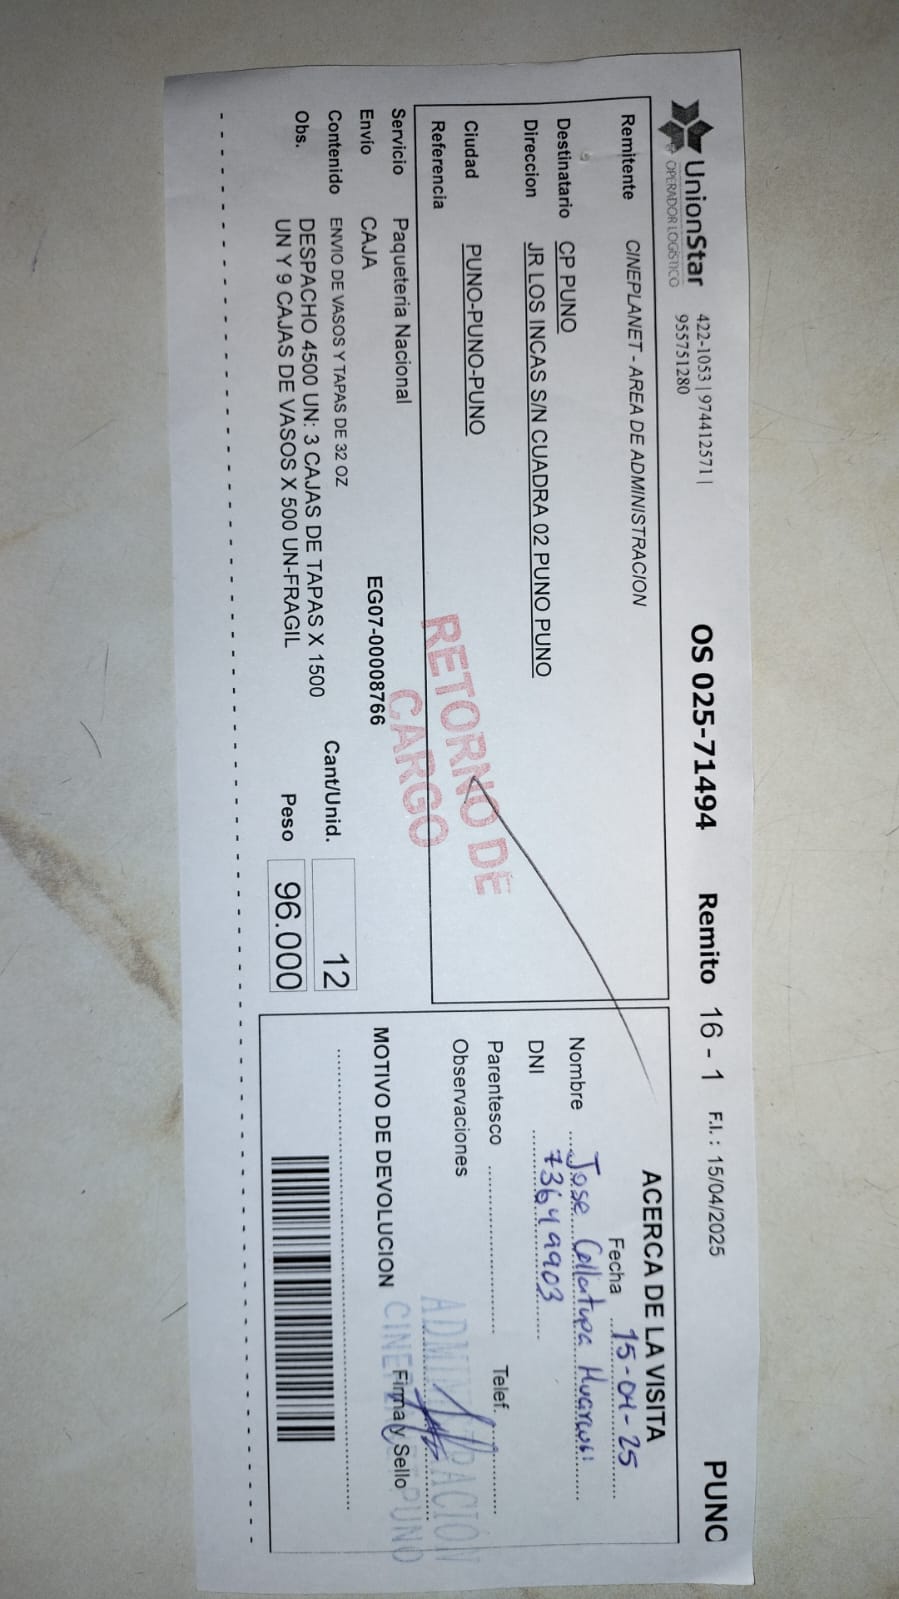 UnionStar
OPERADOR LOGÍSTICO
422-1053 | 974412571 |
955751280
OS 025-71494 Remito 16 - 1 F.I. : 15/04/2025 PUNO
Remitente CINEPLANET - AREA DE ADMINISTRACION
Destinatario CP PUNO
Direccion JR LOS INCAS S/N CUADRA 02 PUNO PUNO
Ciudad PUNO-PUNO-PUNO
Referencia
RETORNO DE
CARGO
Servicio Paqueteria Nacional
Envío CAJA EG07-00008766
Contenido ENVIO DE VASOS Y TAPAS DE 32 OZ Cant/Unid. 12
Obs. DESPACHO 4500 UN: 3 CAJAS DE TAPAS X 1500
UN Y 9 CAJAS DE VASOS X 500 UN-FRAGIL Peso 96.000
ACERCA DE LA VISITA
Fecha 15-04-25
Nombre Jose Collatupa
DNI 73649903
Parentesco Telef.
Observaciones
ADMINISTRACIÓN
Firma y Sello
CINEPLANET PUNO
MOTIVO DE DEVOLUCION